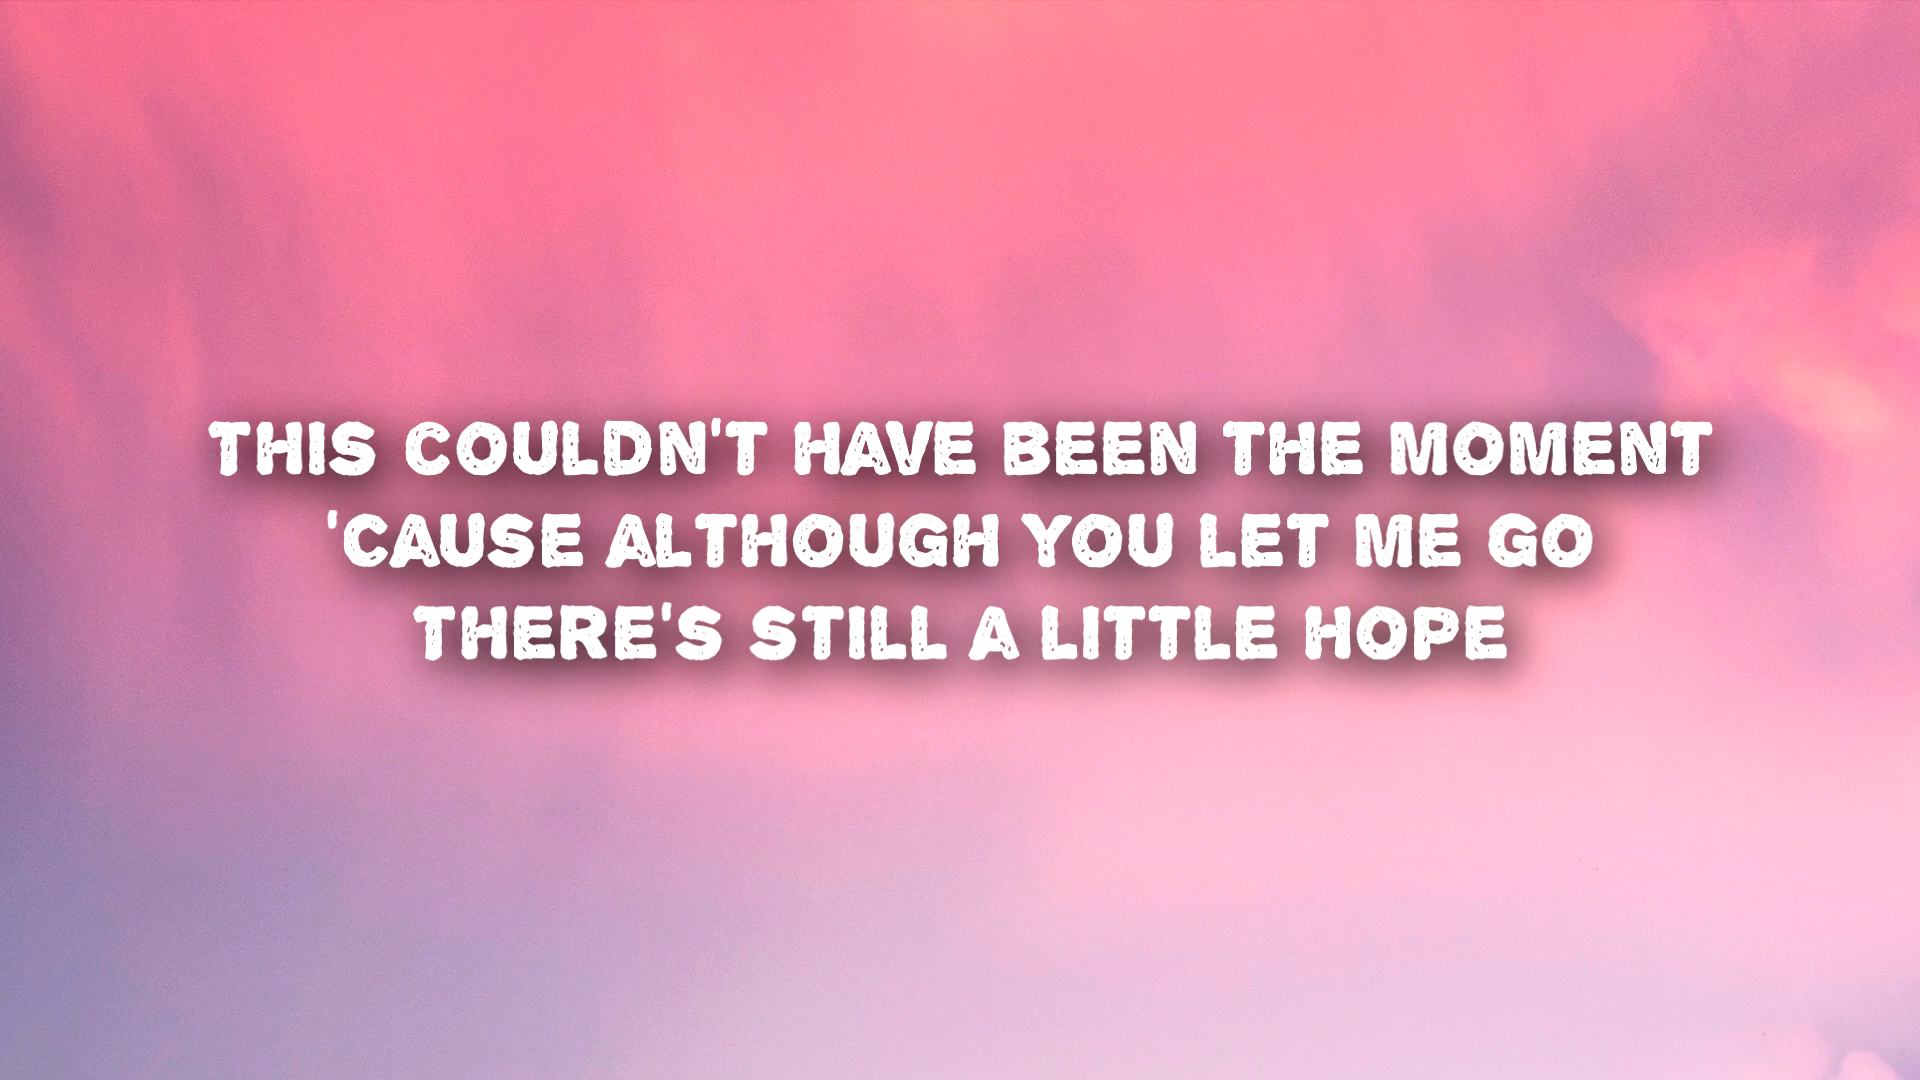 THIS COULDN'T HAVE BEEN THE MOMENT
'CAUSE ALTHOUGH YOU LET ME GO
THERE'S STILL A LITTLE HOPE